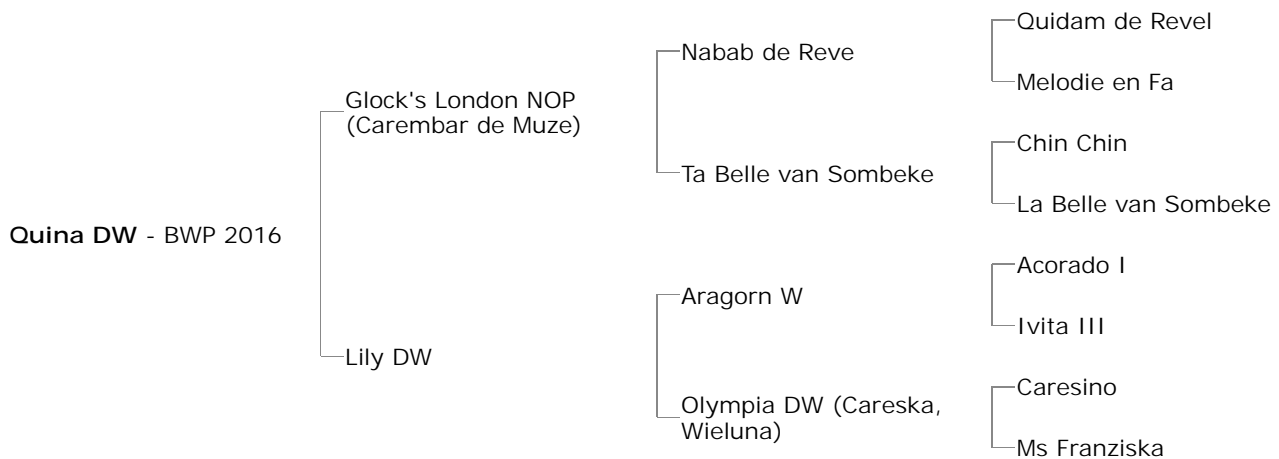 Quidam de Revel
Nabab de Reve
Melodie en Fa
Glock's London NOP
(Carembar de Muze)
Chin Chin
Ta Belle van Sombeke
La Belle van Sombeke
Quina DW - BWP 2016
Acorado I
Aragorn W
Ivita III
Lily DW
Caresino
Olympia DW (Careska,
Wieluna)
Ms Franziska